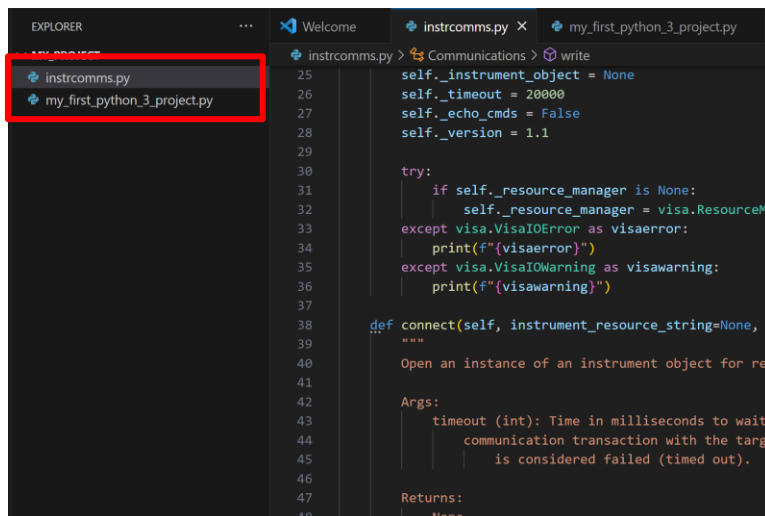 EXPLORER
Welcome
instrcomms.py
my_first_python_3_project.py
MY_PROJECT
instrcomms.py
my_first_python_3_project.py
instrcomms.py > Communications > write
25 self._instrument_object = None
26 self._timeout = 20000
27 self._echo_cmds = False
28 self._version = 1.1
29
30 try:
31 if self._resource_manager is None:
32 self._resource_manager = visa.ResourceM
33 except visa.VisaIOError as visaerror:
34 print(f"{visaerror}")
35 except visa.VisaIOWarning as visawarning:
36 print(f"{visawarning}")
37
38 def connect(self, instrument_resource_string=None,
39 """
40 Open an instance of an instrument object for re
41
42 Args:
43 timeout (int): Time in milliseconds to wait
44 communication transaction with the targ
45 is considered failed (timed out).
46
47 Returns:
48 None